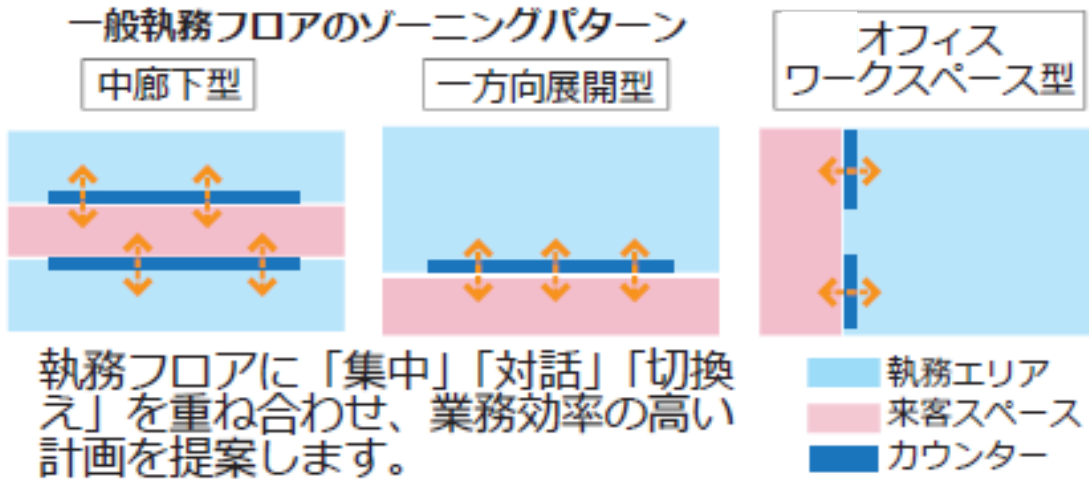 一般執務フロアのゾーニングパターン
中廊下型
一方向展開型
オフィス
ワークスペース型
執務フロアに「集中」「対話」「切換
え」を重ね合わせ、業務効率の高い
計画を提案します。
執務エリア
来客スペース
カウンター